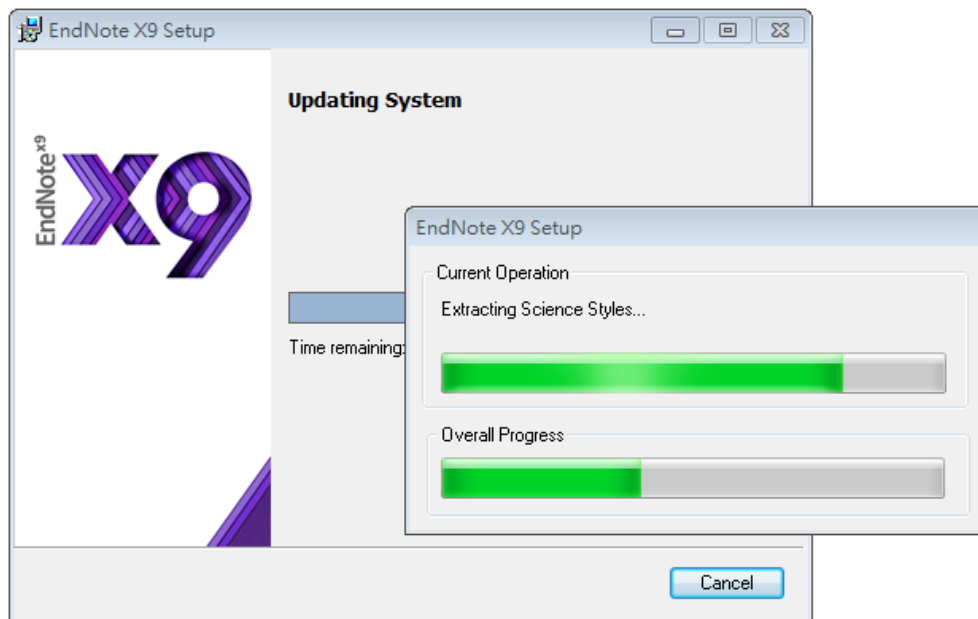 EndNote X9 Setup
EndNote X9
X9
Updating System
Time remaining:
EndNote X9 Setup
Current Operation
Extracting Science Styles...
Overall Progress
Cancel